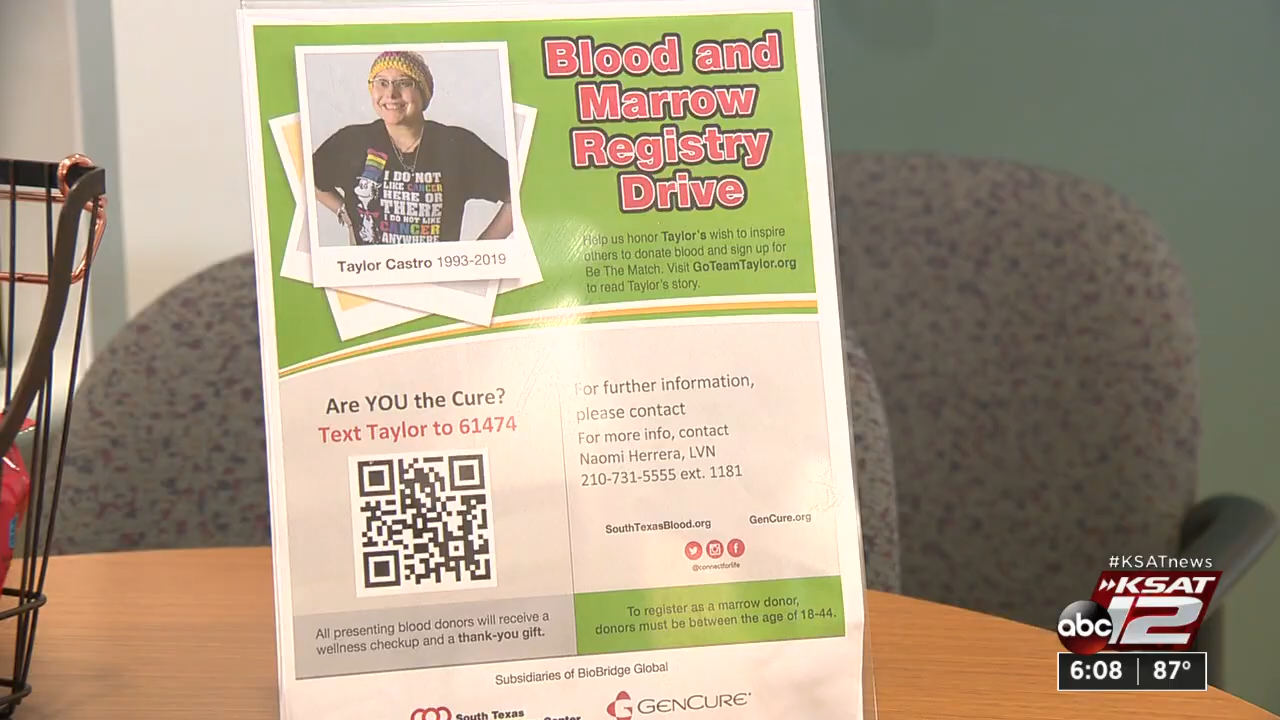 Blood and
Marrow
Registry
Drive
I DO NOT
LIKE CANCER
HERE OR
THERE
I DO NOT LIKE
CANCER
ANYWHERE
Taylor Castro 1993-2019
Help us honor Taylor's wish to inspire
others to donate blood and sign up for
Be The Match. Visit GoTeamTaylor.org
to read Taylor's story.
Are YOU the Cure?
Text Taylor to 61474
For further information,
please contact
For more info, contact
Naomi Herrera, LVN
210-731-5555 ext. 1181
SouthTexasBlood.org GenCure.org
@connectforlife
All presenting blood donors will receive a
wellness checkup and a thank-you gift.
To register as a marrow donor,
donors must be between the age of 18-44.
Subsidiaries of BioBridge Global
South Texas
Center
GENCURE
#KSATnews
KSAT
abc 12
6:08 87°